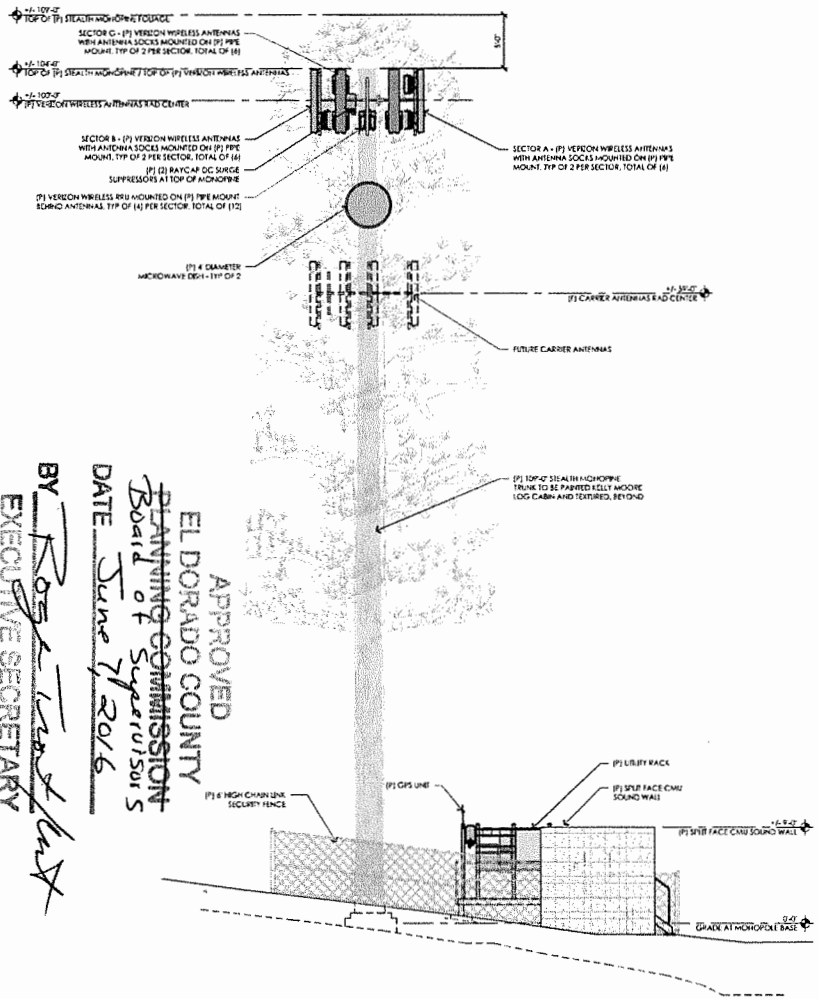 +/- 109'-0"
TOP OF (P) STEALTH MONOPINE FOLIAGE
SECTOR C - (P) VERIZON WIRELESS ANTENNAS
WITH ANTENNA SOCKS MOUNTED ON (P) PIPE
MOUNT, TYP OF 2 PER SECTOR, TOTAL OF (6)
5'-0"
+/- 104'-0"
TOP OF (P) STEALTH MONOPINE / TOP OF (P) VERIZON WIRELESS ANTENNAS
+/- 100'-0"
(P) VERIZON WIRELESS ANTENNAS RAD CENTER
SECTOR B - (P) VERIZON WIRELESS ANTENNAS
WITH ANTENNA SOCKS MOUNTED ON (P) PIPE
MOUNT, TYP OF 2 PER SECTOR, TOTAL OF (6)
SECTOR A - (P) VERIZON WIRELESS ANTENNAS
WITH ANTENNA SOCKS MOUNTED ON (P) PIPE
MOUNT, TYP OF 2 PER SECTOR, TOTAL OF (6)
(P) (2) RAYCAP DC SURGE
SUPPRESSORS AT TOP OF MONOPINE
(P) VERIZON WIRELESS RRU MOUNTED ON (P) PIPE MOUNT
BEHIND ANTENNAS, TYP OF (4) PER SECTOR, TOTAL OF (12)
(P) 4' DIAMETER
MICROWAVE DISH - TYP OF 2
(F) CARRIER ANTENNAS RAD CENTER
FUTURE CARRIER ANTENNAS
(P) 109'-0" STEALTH MONOPINE
TRUNK TO BE PAINTED KELLY MOORE
LOG CABIN AND TEXTURED, BEYOND
APPROVED
EL DORADO COUNTY
PLANNING COMMISSION
Board of Supervisors
DATE June 7, 2016
BY
EXECUTIVE SECRETARY
(P) 6' HIGH CHAIN LINK
SECURITY FENCE
(P) GPS UNIT
(P) UTILITY RACK
(P) SPLIT FACE CMU
SOUND WALL
+/- 9'-0"
(P) SPLIT FACE CMU SOUND WALL
0'-0"
GRADE AT MONOPOLE BASE